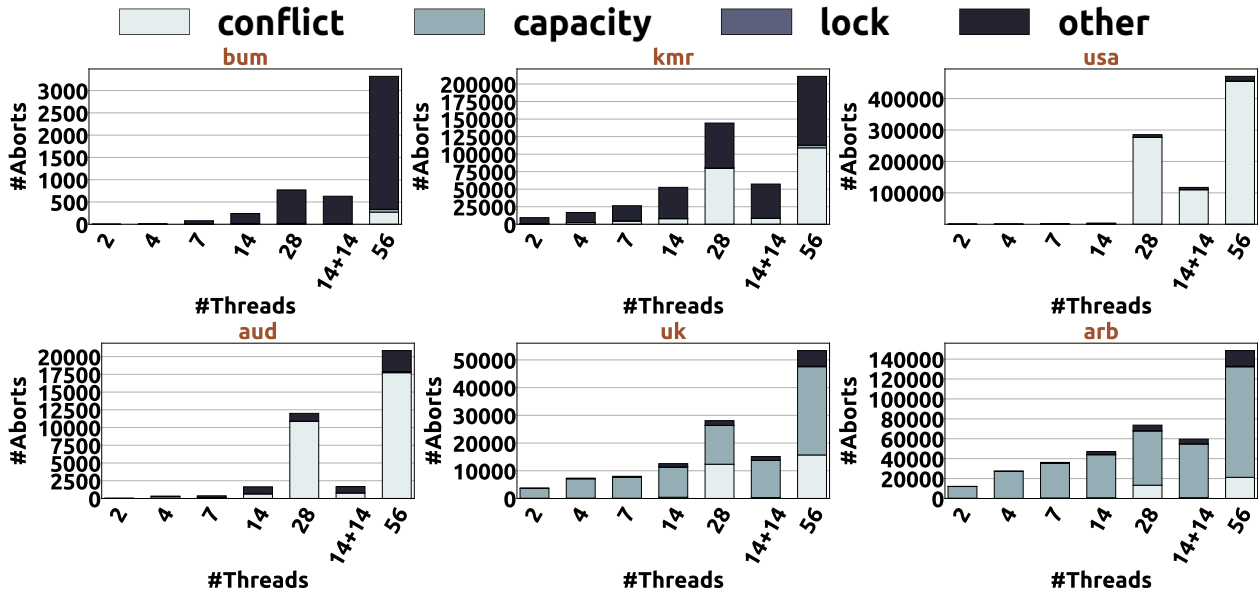 conflict capacity lock other
bum kmr usa
#Aborts
3000
2500
2000
1500
1000
500
0
2 4 7 14 28 14+14 56
#Threads
#Aborts
200000
175000
150000
125000
100000
75000
50000
25000
0
2 4 7 14 28 14+14 56
#Threads
#Aborts
400000
300000
200000
100000
2 4 7 14 28 14+14 56
#Threads
aud uk arb
#Aborts
20000
17500
15000
12500
10000
7500
5000
2500
0
2 4 7 14 28 14+14 56
#Threads
#Aborts
50000
40000
30000
20000
10000
0
2 4 7 14 28 14+14 56
#Threads
#Aborts
140000
120000
100000
80000
60000
40000
20000
0
2 4 7 14 28 14+14 56
#Threads